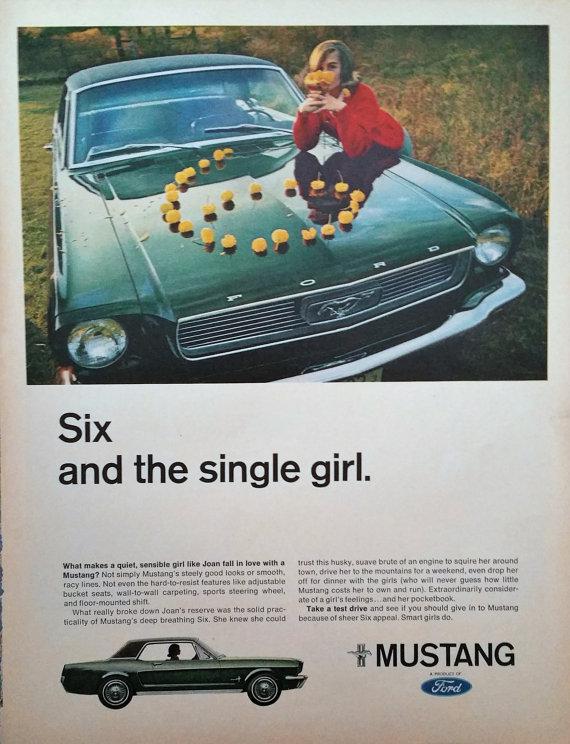 FORD
Six
and the single girl.
What makes a quiet, sensible girl like Joan fall in love with a
Mustang? Not simply Mustang's steely good looks or smooth,
racy lines. Not even the hard-to-resist features like adjustable
bucket seats, wall-to-wall carpeting, sports steering wheel,
and floor-mounted shift.
What really broke down Joan's reserve was the solid prac-
ticality of Mustang's deep breathing Six. She knew she could
trust this husky, suave brute of an engine to squire her around
town, drive her to the mountains for a weekend, even drop her
off for dinner with the girls (who will never guess how little
Mustang costs her to own and run). Extraordinarily consider-
ate of a girl's feelings...and her pocketbook.
Take a test drive and see if you should give in to Mustang
because of sheer Six appeal. Smart girls do.
MUSTANG
A PRODUCT OF
Ford